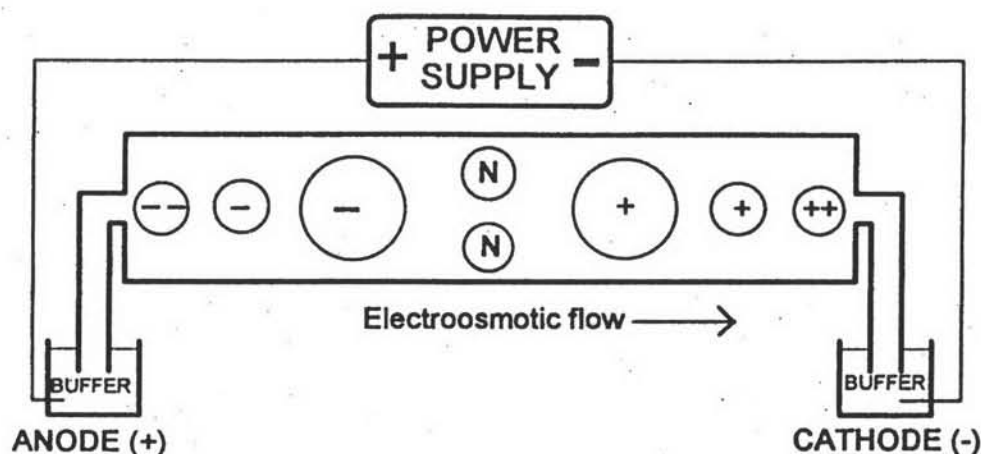 + POWER SUPPLY -
-- - - N + + ++
N
Electroosmotic flow
BUFFER BUFFER
ANODE (+) CATHODE (-)